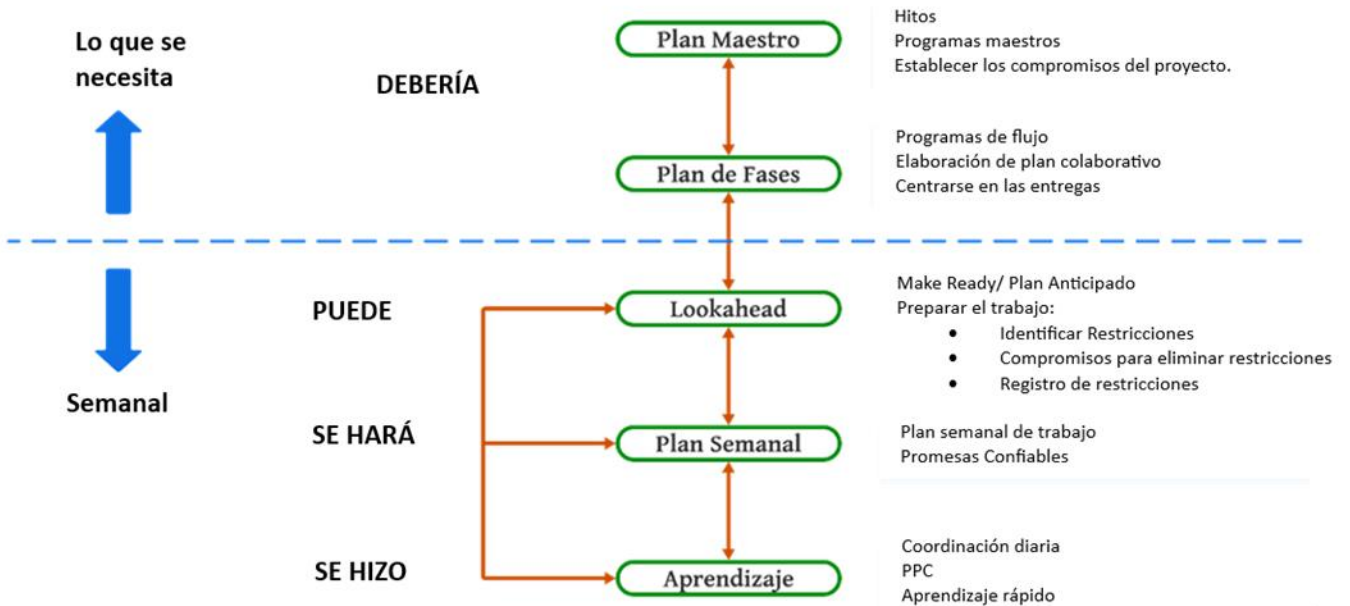 Lo que se
necesita
DEBERÍA
Plan Maestro
Hitos
Programas maestros
Establecer los compromisos del proyecto.
Plan de Fases
Programas de flujo
Elaboración de plan colaborativo
Centrarse en las entregas
PUEDE
Lookahead
Make Ready/ Plan Anticipado
Preparar el trabajo:
• Identificar Restricciones
• Compromisos para eliminar restricciones
• Registro de restricciones
Semanal
SE HARÁ
Plan Semanal
Plan semanal de trabajo
Promesas Confiables
SE HIZO
Aprendizaje
Coordinación diaria
PPC
Aprendizaje rápido